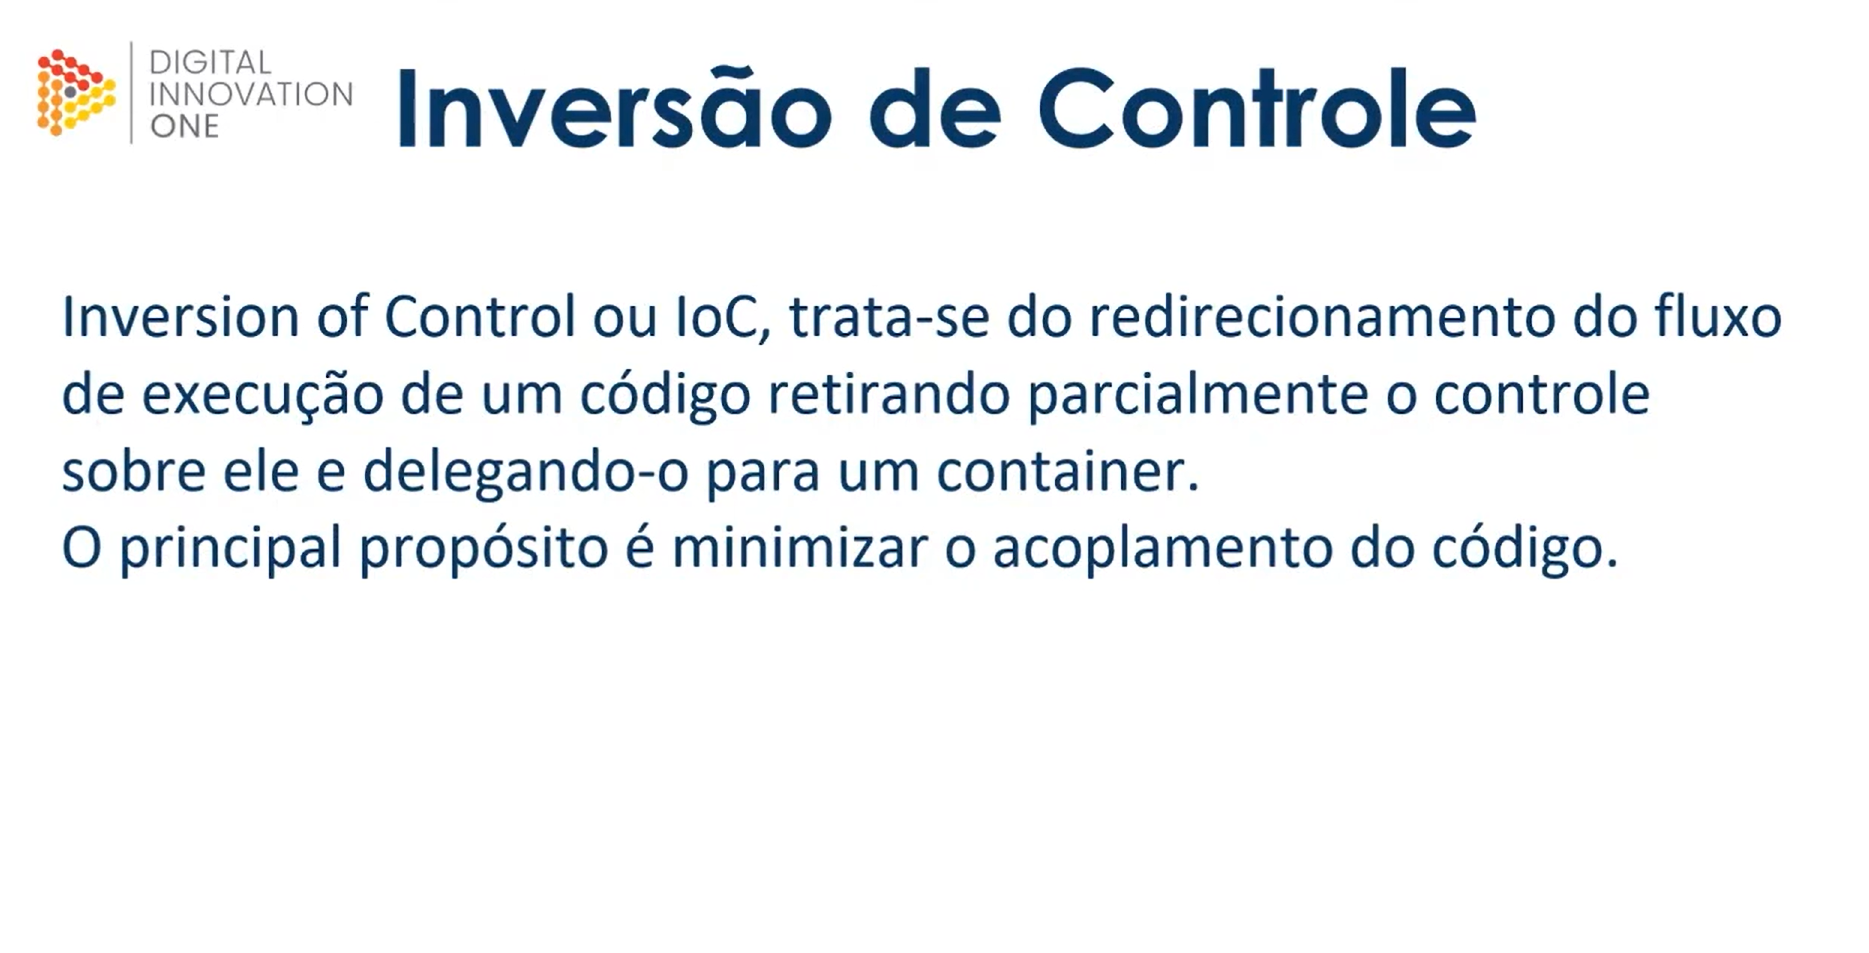 DIGITAL
INNOVATION
ONE
Inversão de Controle
Inversion of Control ou IoC, trata-se do redirecionamento do fluxo
de execução de um código retirando parcialmente o controle
sobre ele e delegando-o para um container.
O principal propósito é minimizar o acoplamento do código.